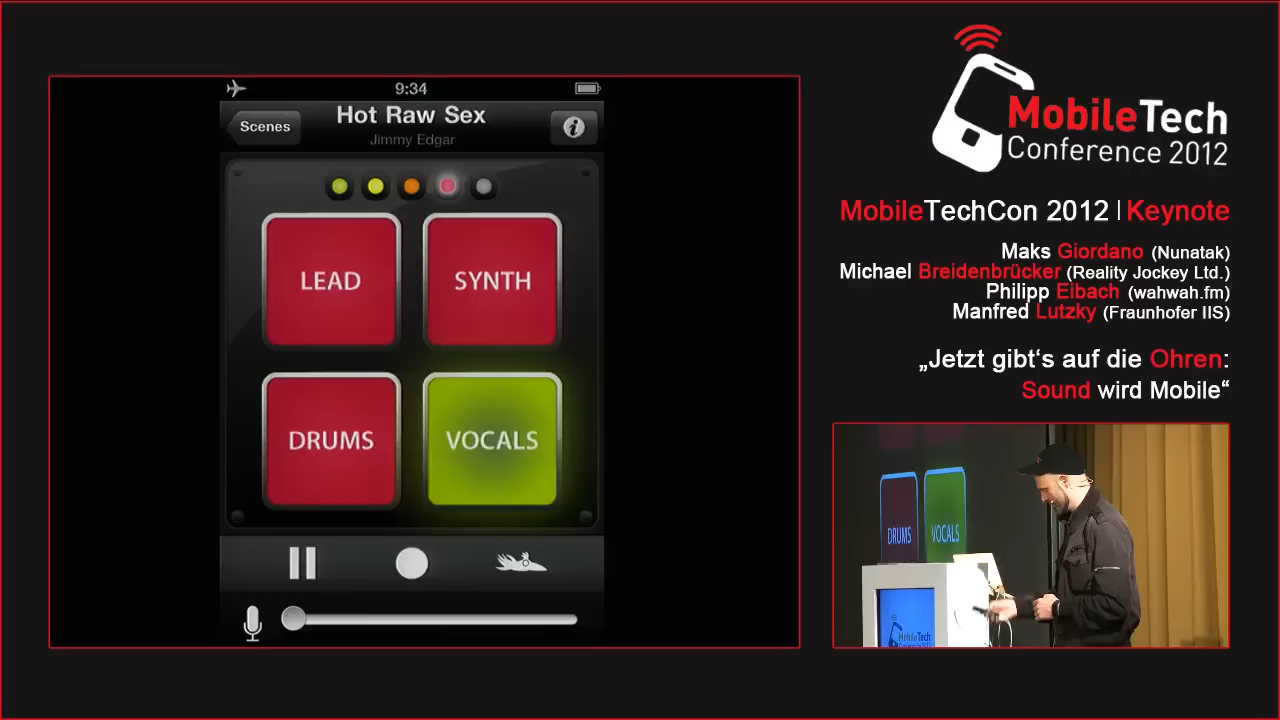 9:34
Scenes
Hot Raw Sex
Jimmy Edgar
LEAD
SYNTH
DRUMS
VOCALS
MobileTech
Conference 2012
MobileTechCon 2012 | Keynote
Maks Giordano (Nunatak)
Michael Breidenbrücker (Reality Jockey Ltd.)
Philipp Eibach (wahwah.fm)
Manfred Lutzky (Fraunhofer IIS)
„Jetzt gibt‘s auf die Ohren:
Sound wird Mobile“
DRUMS
VOCALS
MobileTech